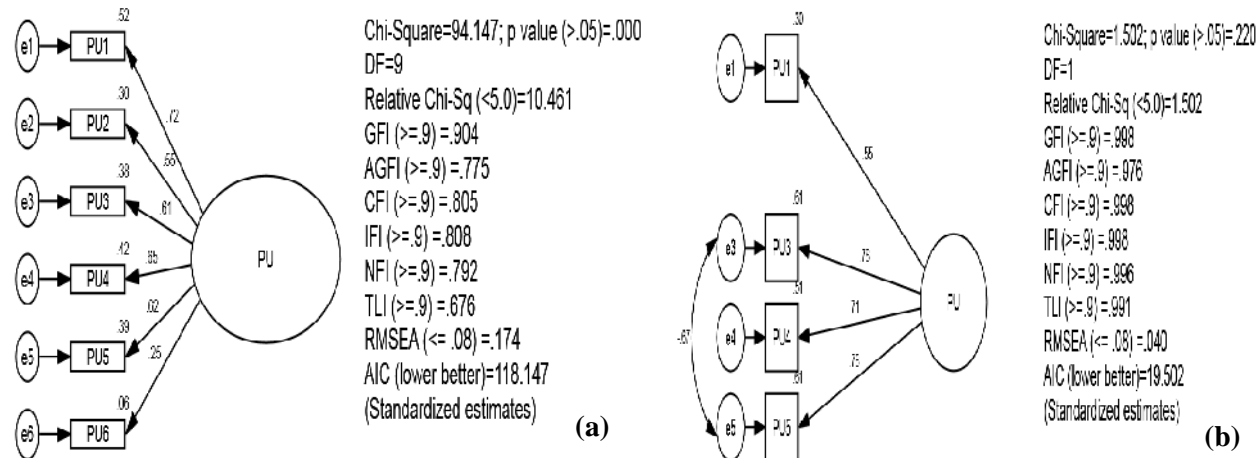 .52
e1 PU1
.30
e2 PU2
.72
.55
.38
e3 PU3
.61
PU
.42
e4 PU4
.65
.62
.39
e5 PU5
.25
.06
e6 PU6
Chi-Square=94.147; p value (>.05)=.000
DF=9
Relative Chi-Sq (<5.0)=10.461
GFI (>=.9) =.904
AGFI (>=.9) =.775
CFI (>=.9) =.805
IFI (>=.9) =.808
NFI (>=.9) =.792
TLI (>=.9) =.676
RMSEA (<= .08) =.174
AIC (lower better)=118.147
(Standardized estimates)
(a)
.30
e1 PU1
.55
.61
e3 PU3
.51
e4 PU4
.71
PU
-.67
.75
.61
e5 PU5
Chi-Square=1.502; p value (>.05)=.220
DF=1
Relative Chi-Sq (<5.0)=1.502
GFI (>=.9) =.998
AGFI (>=.9) =.976
CFI (>=.9) =.998
IFI (>=.9) =.998
NFI (>=.9) =.996
TLI (>=.9) =.991
RMSEA (<= .08) =.040
AIC (lower better)=19.502
(Standardized estimates)
(b)